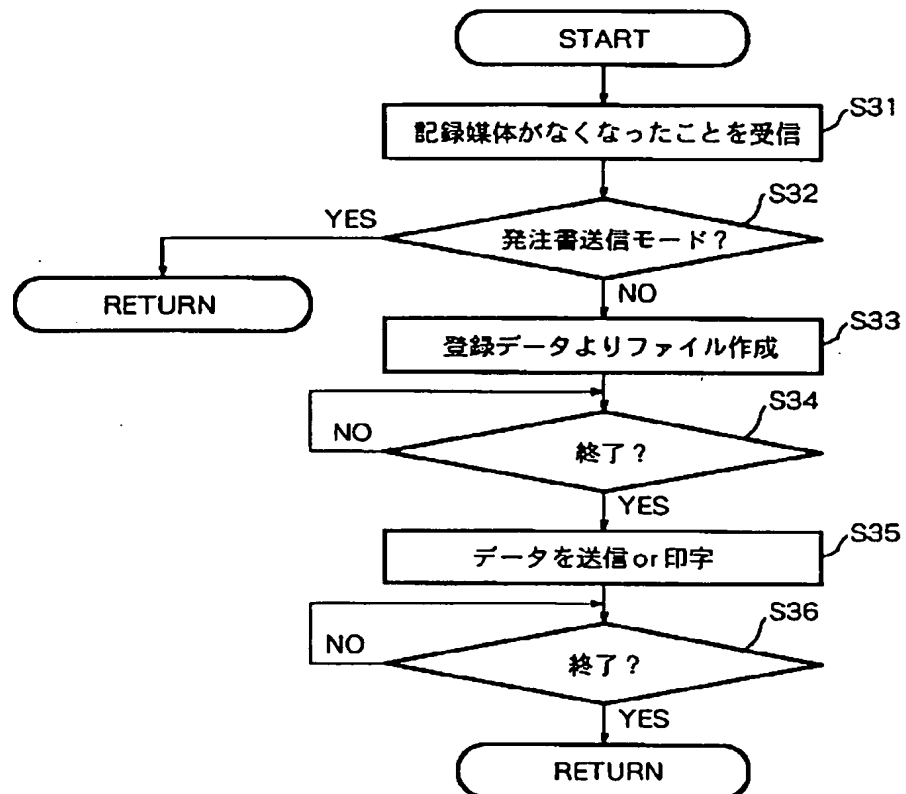 START
記録媒体がなくなったことを受信
S31
S32
YES
発注書送信モード?
RETURN
NO
S33
登録データよりファイル作成
S34
NO
終了?
YES
S35
データを送信or印字
S36
NO
終了?
YES
RETURN